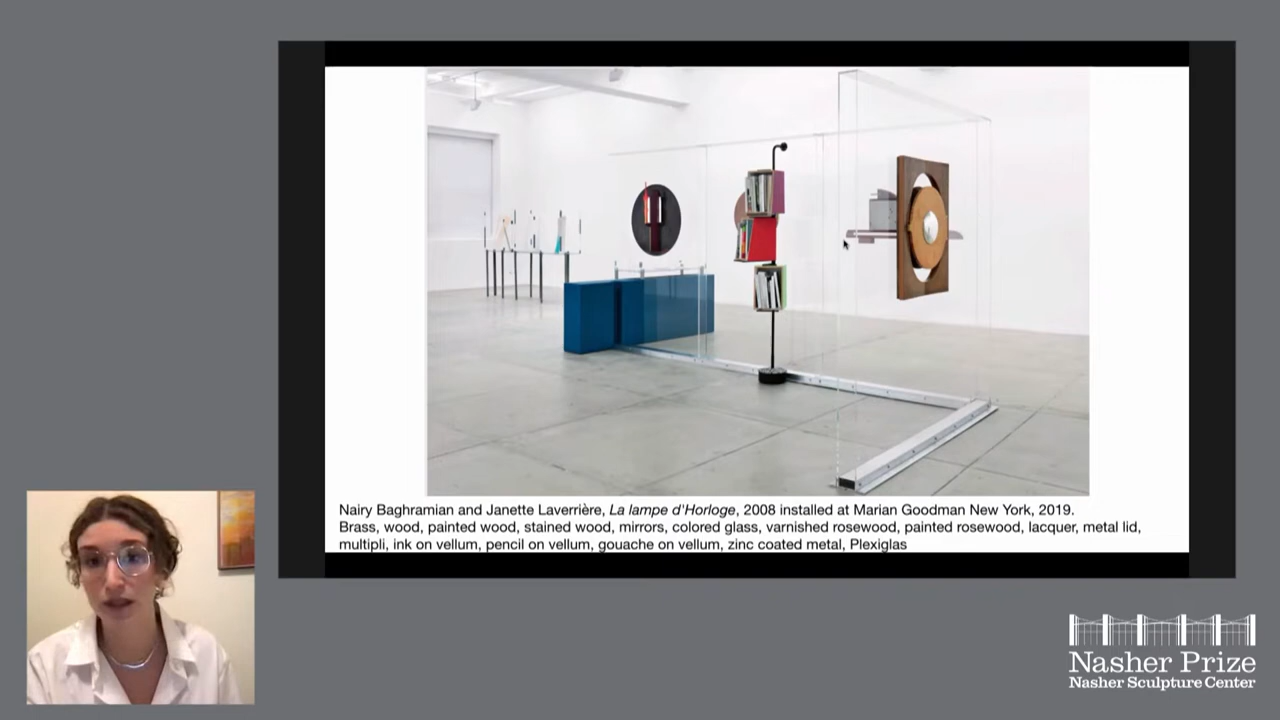 Nairy Baghramian and Janette Laverrière, La lampe d'Horloge, 2008 installed at Marian Goodman New York, 2019.
Brass, wood, painted wood, stained wood, mirrors, colored glass, varnished rosewood, painted rosewood, lacquer, metal lid,
multipli, ink on vellum, pencil on vellum, gouache on vellum, zinc coated metal, Plexiglas
Nasher Prize
Nasher Sculpture Center